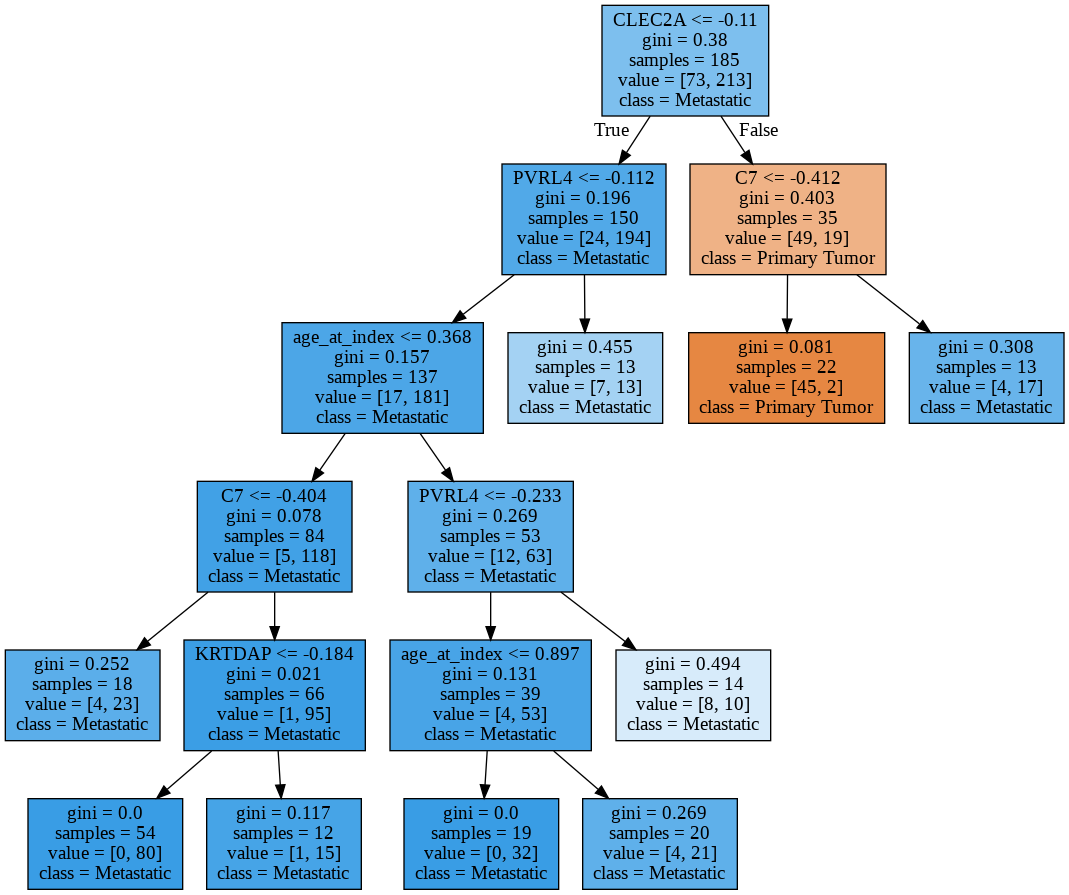 CLEC2A <= -0.11
gini = 0.38
samples = 185
value = [73, 213]
class = Metastatic
True
False
PVRL4 <= -0.112
gini = 0.196
samples = 150
value = [24, 194]
class = Metastatic
C7 <= -0.412
gini = 0.403
samples = 35
value = [49, 19]
class = Primary Tumor
age_at_index <= 0.368
gini = 0.157
samples = 137
value = [17, 181]
class = Metastatic
gini = 0.455
samples = 13
value = [7, 13]
class = Metastatic
gini = 0.081
samples = 22
value = [45, 2]
class = Primary Tumor
gini = 0.308
samples = 13
value = [4, 17]
class = Metastatic
C7 <= -0.404
gini = 0.078
samples = 84
value = [5, 118]
class = Metastatic
PVRL4 <= -0.233
gini = 0.269
samples = 53
value = [12, 63]
class = Metastatic
gini = 0.252
samples = 18
value = [4, 23]
class = Metastatic
KRTDAP <= -0.184
gini = 0.021
samples = 66
value = [1, 95]
class = Metastatic
age_at_index <= 0.897
gini = 0.131
samples = 39
value = [4, 53]
class = Metastatic
gini = 0.494
samples = 14
value = [8, 10]
class = Metastatic
gini = 0.0
samples = 54
value = [0, 80]
class = Metastatic
gini = 0.117
samples = 12
value = [1, 15]
class = Metastatic
gini = 0.0
samples = 19
value = [0, 32]
class = Metastatic
gini = 0.269
samples = 20
value = [4, 21]
class = Metastatic